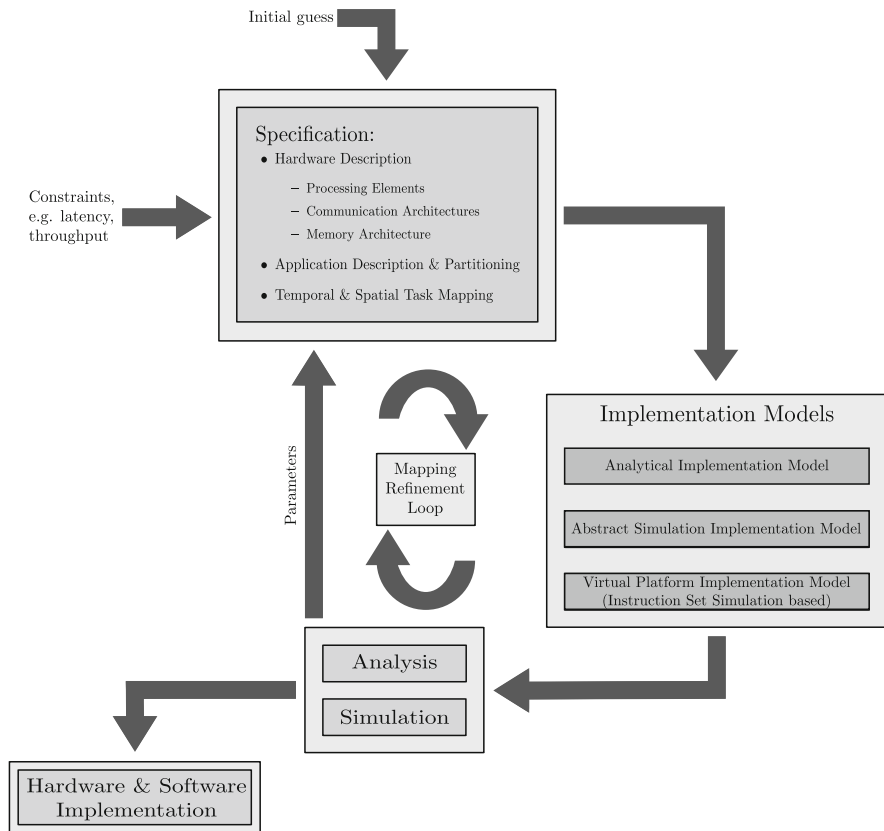 Initial guess
Specification:
• Hardware Description
– Processing Elements
– Communication Architectures
– Memory Architecture
• Application Description & Partitioning
• Temporal & Spatial Task Mapping
Constraints,
e.g. latency,
throughput
Implementation Models
Analytical Implementation Model
Abstract Simulation Implementation Model
Virtual Platform Implementation Model
(Instruction Set Simulation based)
Mapping
Refinement
Loop
Parameters
Analysis
Simulation
Hardware & Software
Implementation